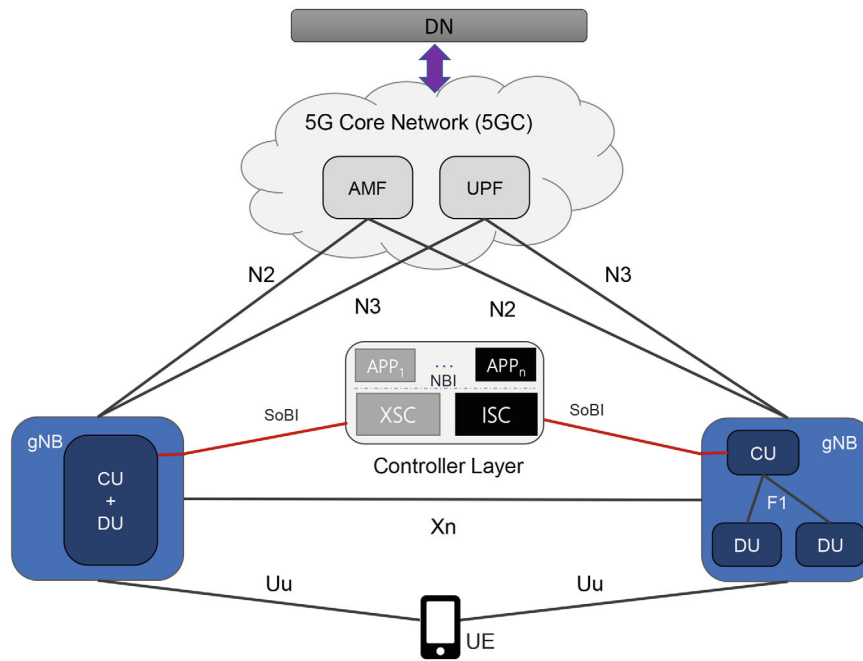 DN
5G Core Network (5GC)
AMF
UPF
N2
N3
N3
N2
APP1
...
APPn
NBI
SoBI
XSC
ISC
SoBI
Controller Layer
gNB
CU
+
DU
gNB
CU
F1
DU
DU
Xn
Uu
Uu
UE